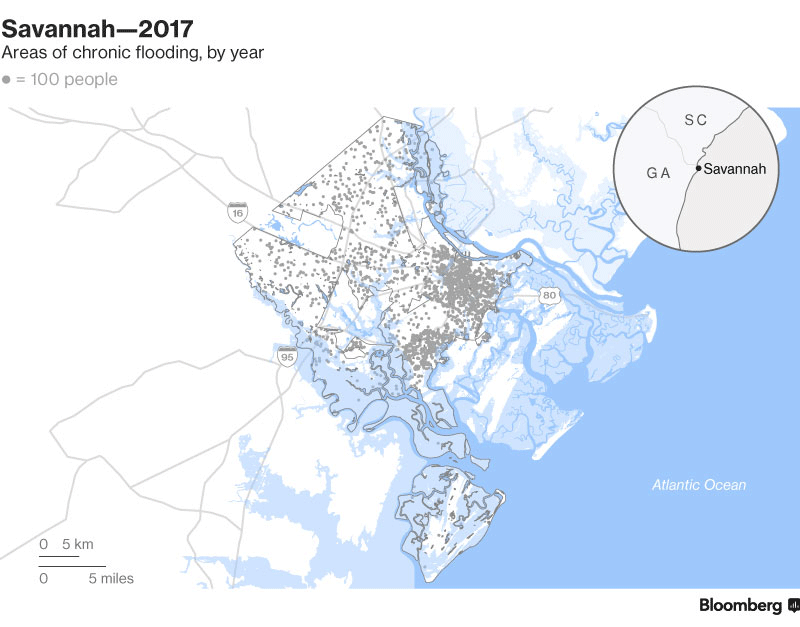 Savannah—2017
Areas of chronic flooding, by year
= 100 people
SC
GA
Savannah
16
80
95
Atlantic Ocean
0 5 km
0 5 miles
Bloomberg